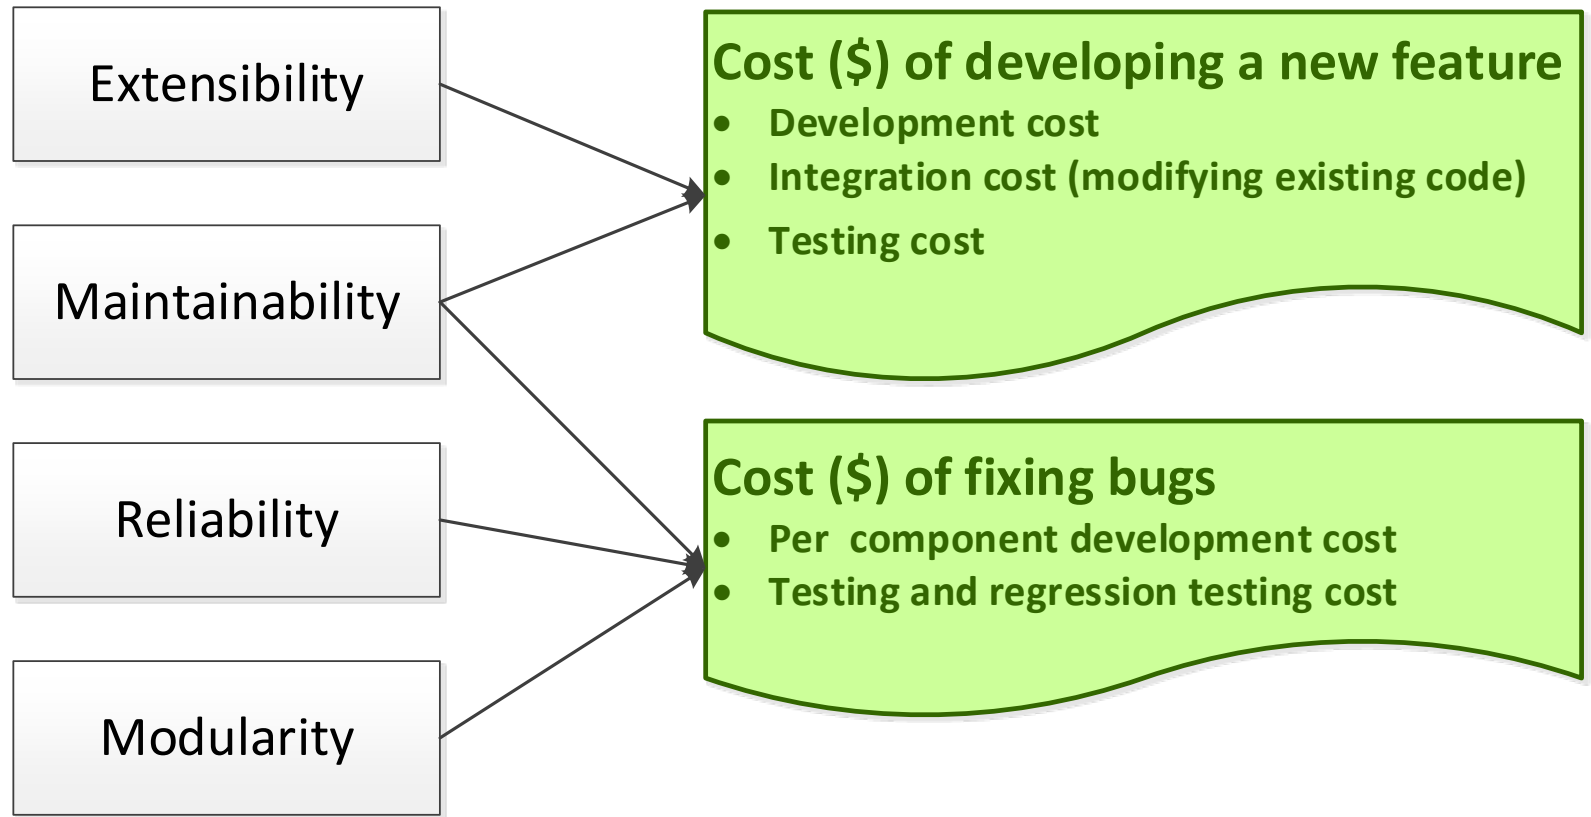 Extensibility
Maintainability
Reliability
Modularity
Cost ($) of developing a new feature
• Development cost
• Integration cost (modifying existing code)
• Testing cost
Cost ($) of fixing bugs
• Per component development cost
• Testing and regression testing cost